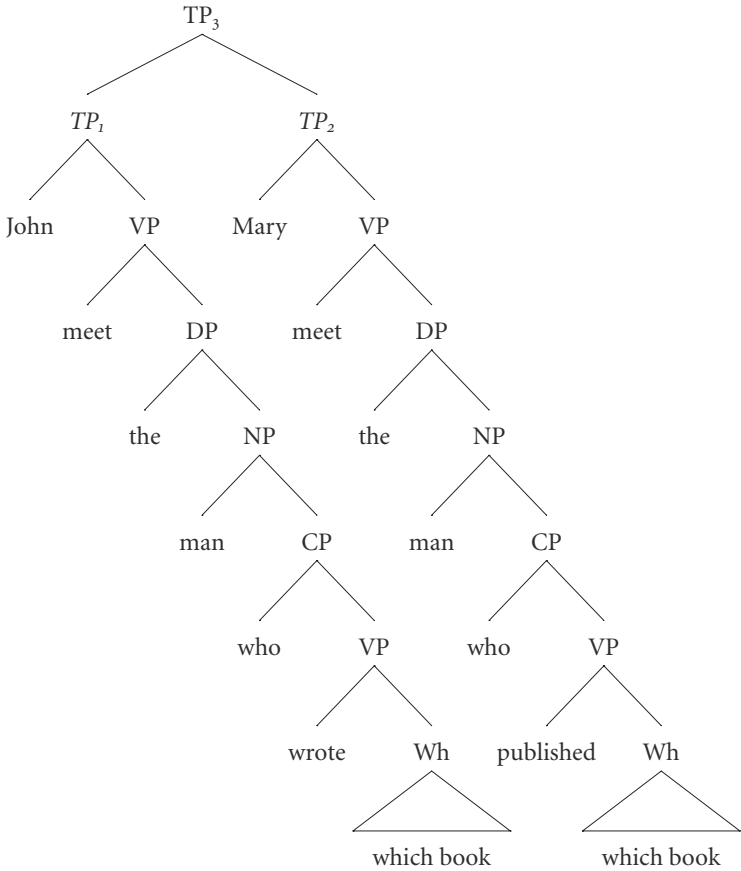 TP3
TP1 TP2
John VP Mary VP
meet DP meet DP
the NP the NP
man CP man CP
who VP who VP
wrote Wh published Wh
which book which book